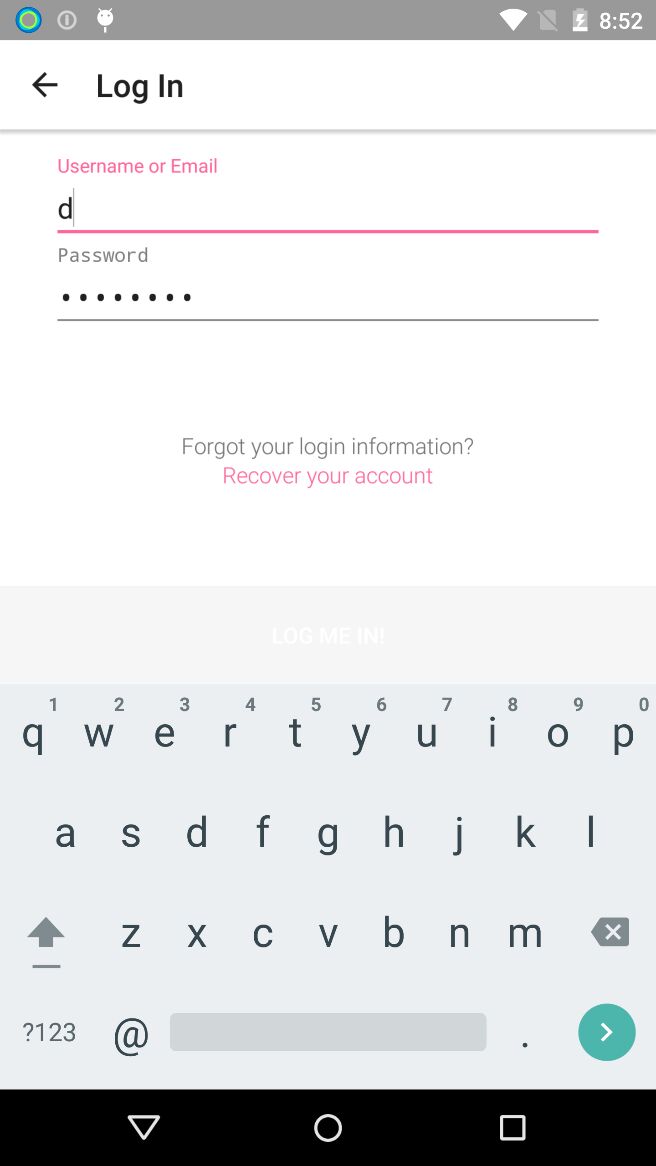 8:52
Log In
Username or Email
d
Password
••••••••
Forgot your login information?
Recover your account
LOG ME IN!
1 2 3 4 5 6 7 8 9 0
q w e r t y u i o p
a s d f g h j k l
z x c v b n m
?123 @ .